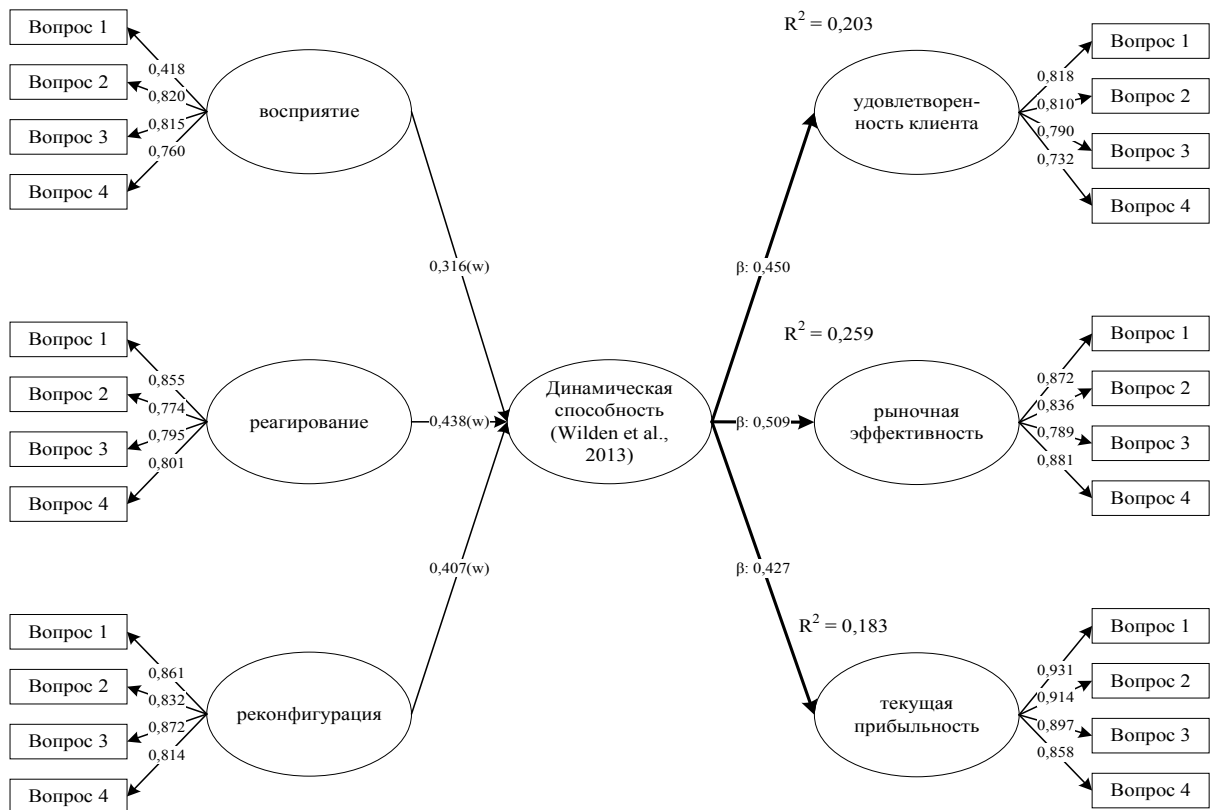 Вопрос 1
Вопрос 2
Вопрос 3
Вопрос 4
0,418
0,820
0,815
0,760
восприятие
0,316(w)
Вопрос 1
Вопрос 2
Вопрос 3
Вопрос 4
0,855
0,774
0,795
0,801
реагирование
0,438(w)
Вопрос 1
Вопрос 2
Вопрос 3
Вопрос 4
0,861
0,832
0,872
0,814
реконфигурация
0,407(w)
Динамическая
способность
(Wilden et al.,
2013)
β: 0,450
β: 0,509
β: 0,427
R² = 0,203
удовлетворен-
ность клиента
0,818
0,810
0,790
0,732
Вопрос 1
Вопрос 2
Вопрос 3
Вопрос 4
R² = 0,259
рыночная
эффективность
0,872
0,836
0,789
0,881
Вопрос 1
Вопрос 2
Вопрос 3
Вопрос 4
R² = 0,183
текущая
прибыльность
0,931
0,914
0,897
0,858
Вопрос 1
Вопрос 2
Вопрос 3
Вопрос 4